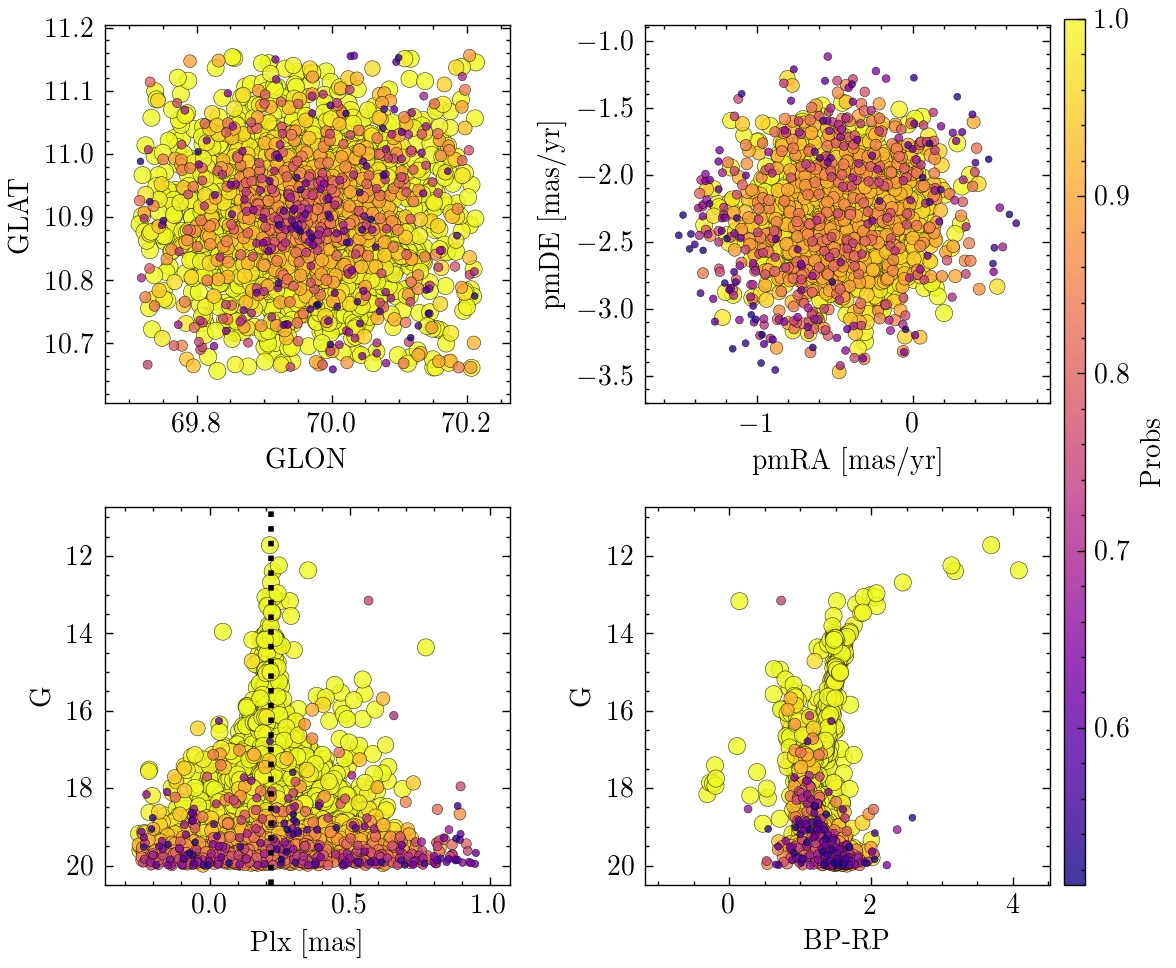 11.2
11.1
11.0
10.9
10.8
10.7
GLAT
69.8 70.0 70.2
GLON
−1.0
−1.5
−2.0
−2.5
−3.0
−3.5
pmDE [mas/yr]
−1 0
pmRA [mas/yr]
1.0
0.9
0.8
0.7
0.6
Probs
12
14
16
18
20
G
0.0 0.5 1.0
Plx [mas]
12
14
16
18
20
G
0 2 4
BP-RP